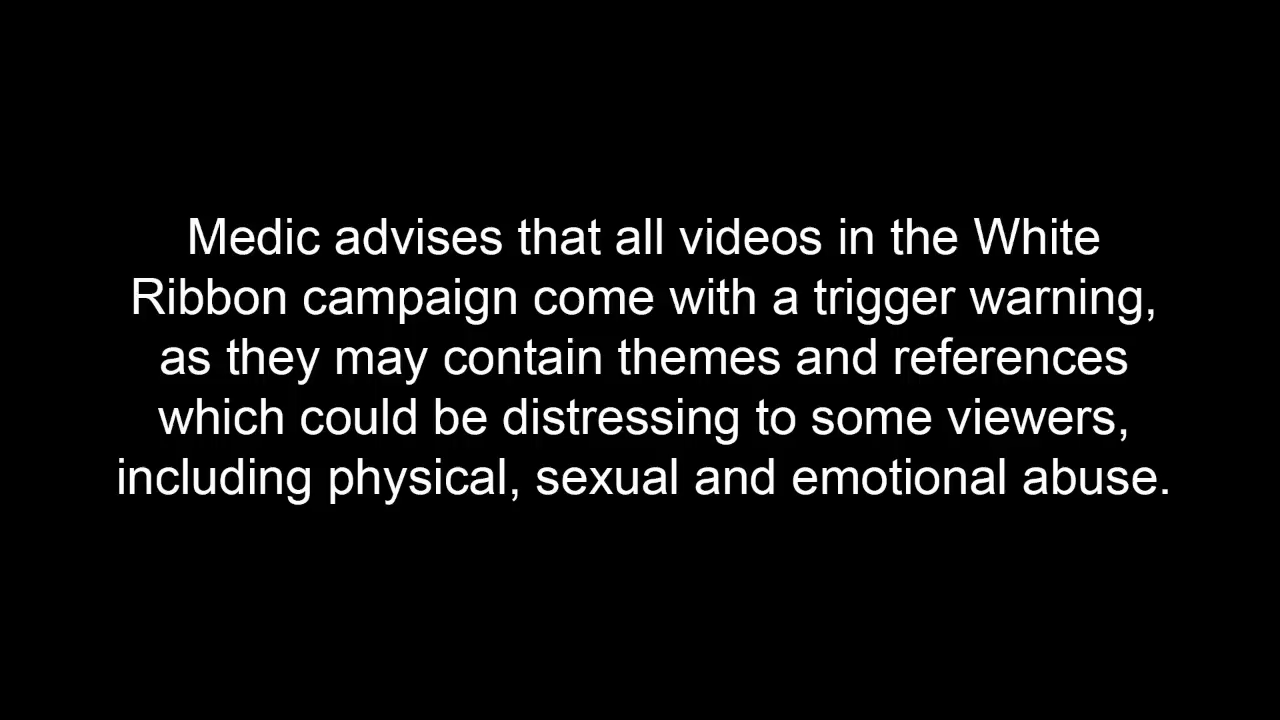 Medic advises that all videos in the White
Ribbon campaign come with a trigger warning,
as they may contain themes and references
which could be distressing to some viewers,
including physical, sexual and emotional abuse.